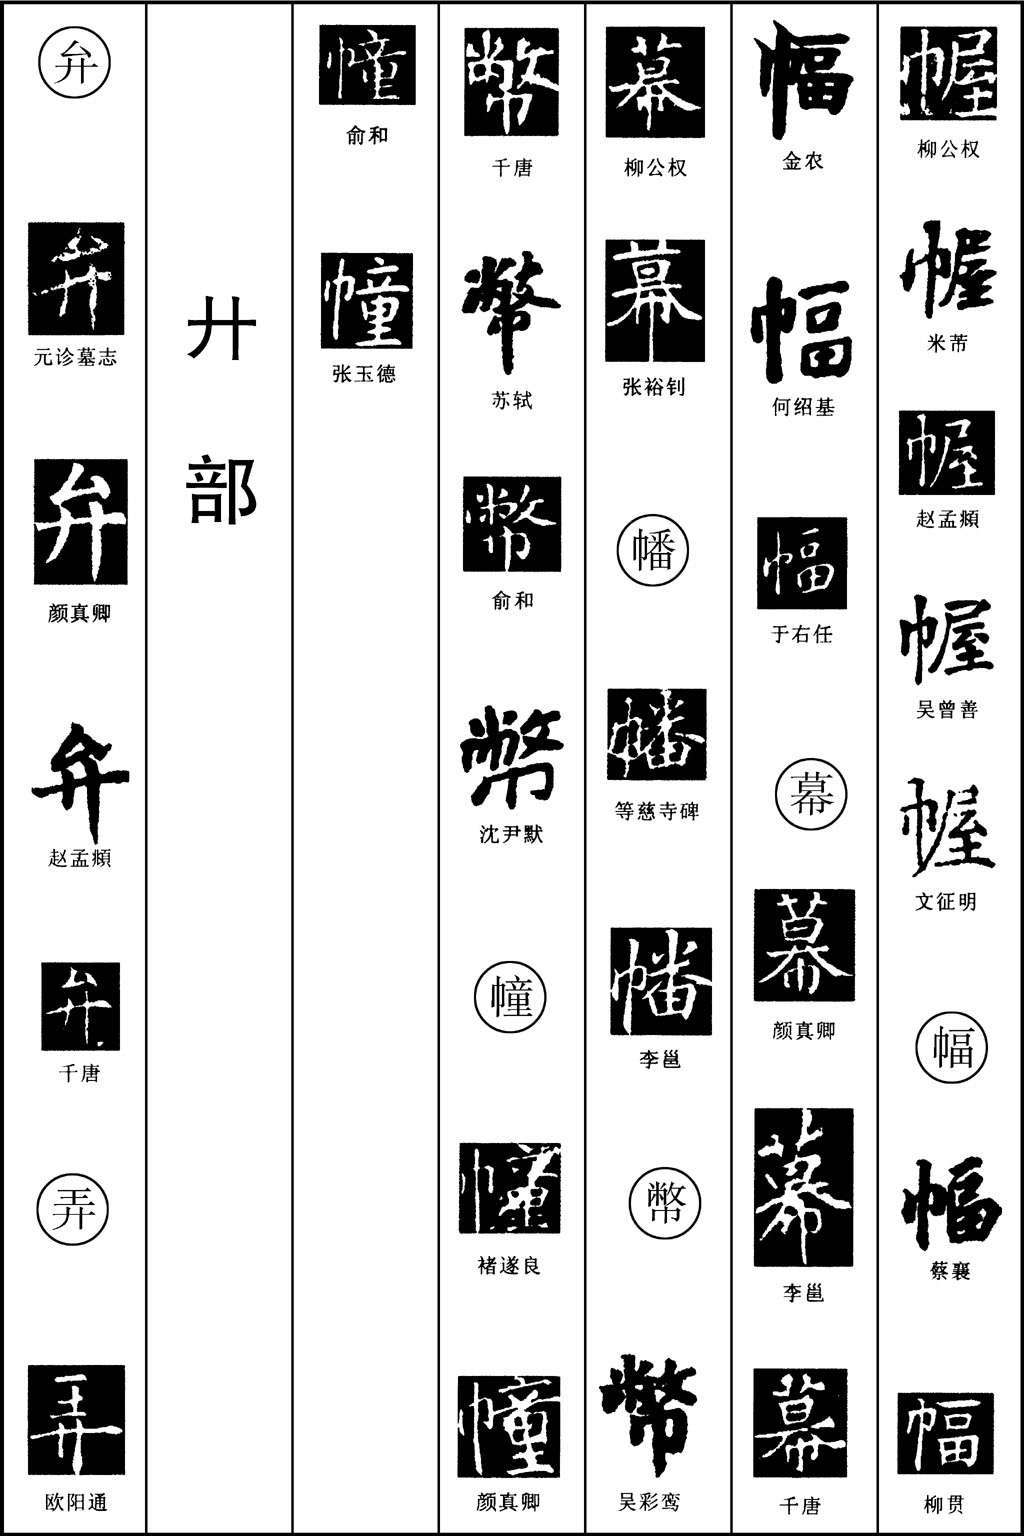 幄
柳公权
幄
米芾
幄
赵孟頫
幄
吴曾善
幄
文征明
幅
幅
蔡襄
幅
柳贯
幅
金农
幅
何绍基
幅
于右任
幕
幕
颜真卿
幕
李邕
幕
千唐
幕
柳公权
幕
张裕钊
幡
幡
等慈寺碑
幡
李邕
幣
幣
吴彩鸾
幣
千唐
幣
苏轼
幣
俞和
幣
沈尹默
幢
幢
褚遂良
幢
颜真卿
幢
俞和
幢
张玉德
廾部
弁
弁
元诊墓志
弁
颜真卿
弁
赵孟頫
弁
千唐
弄
弄
欧阳通